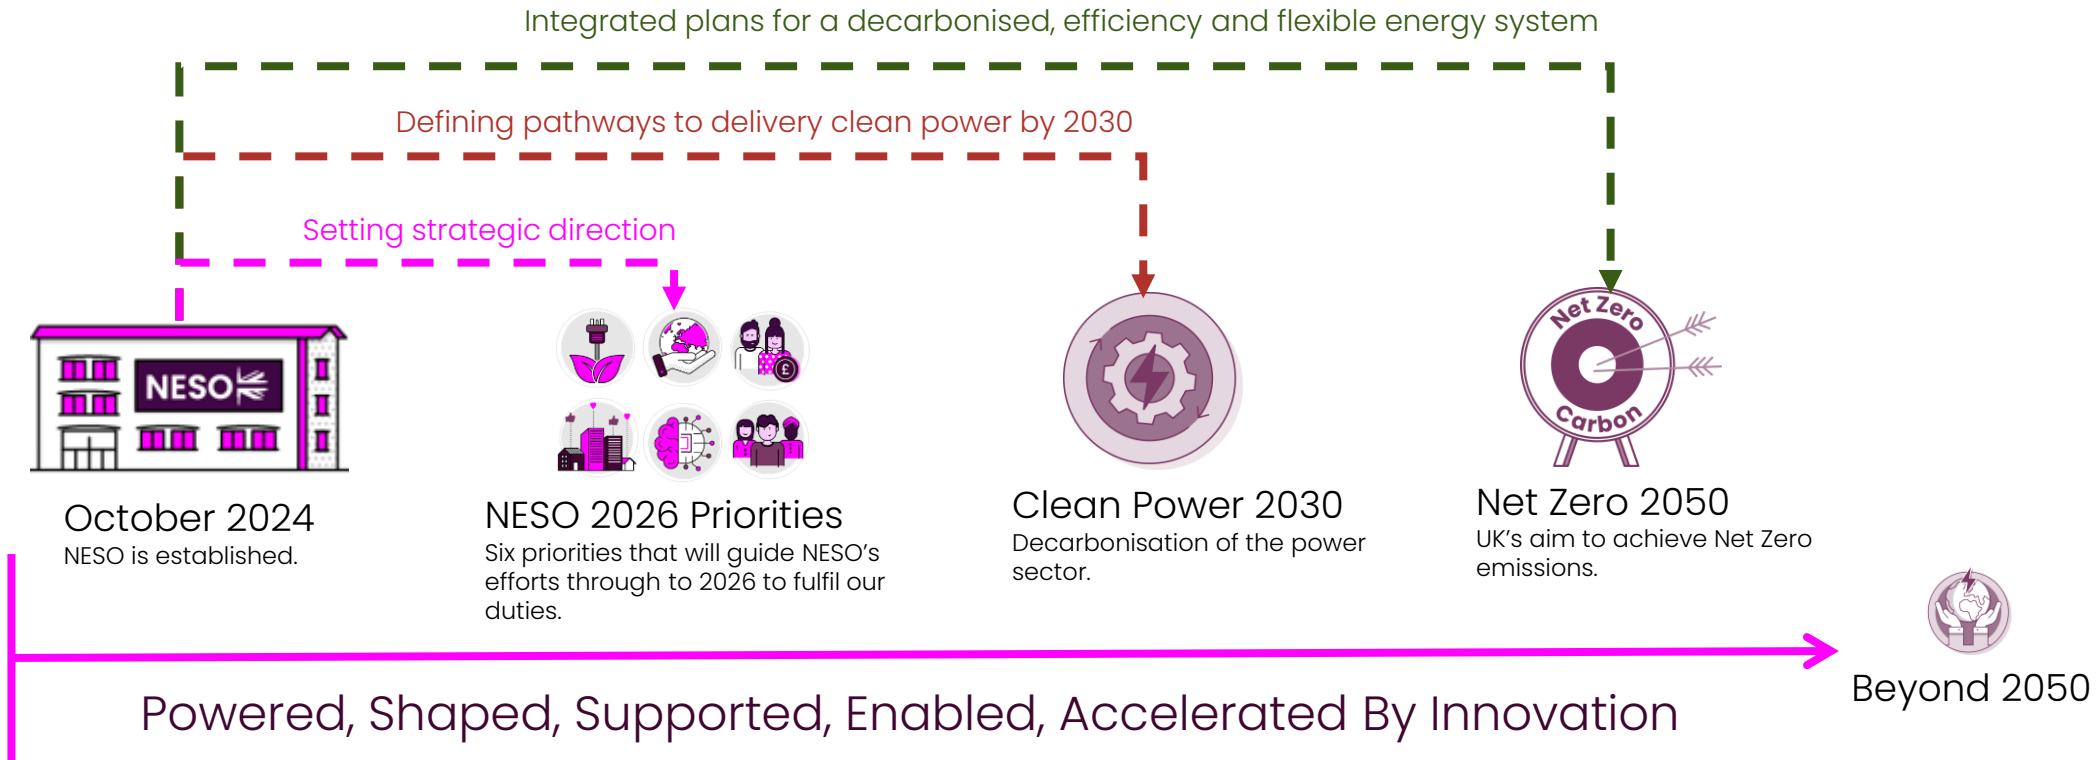 Integrated plans for a decarbonised, efficiency and flexible energy system
Defining pathways to delivery clean power by 2030
Setting strategic direction
NESO
Net Zero
Carbon
£
October 2024
NESO is established.
NESO 2026 Priorities
Six priorities that will guide NESO's
efforts through to 2026 to fulfil our
duties.
Clean Power 2030
Decarbonisation of the power
sector.
Net Zero 2050
UK's aim to achieve Net Zero
emissions.
Beyond 2050
Powered, Shaped, Supported, Enabled, Accelerated By Innovation